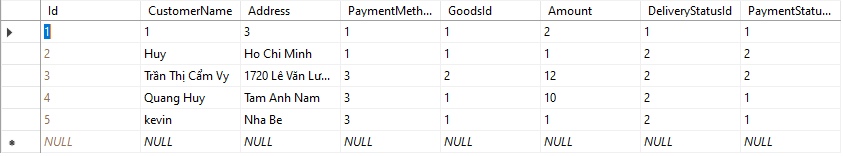 Id CustomerName Address PaymentMeth... GoodsId Amount DeliveryStatusId PaymentStatu...
1 1 3 1 1 2 1 1
2 Huy Ho Chi Minh 1 1 1 2 2
3 Trần Thị Cẩm Vy 1720 Lê Văn Lư... 3 2 12 2 2
4 Quang Huy Tam Anh Nam 3 1 10 2 1
5 kevin Nha Be 3 1 1 2 1
NULL NULL NULL NULL NULL NULL NULL NULL